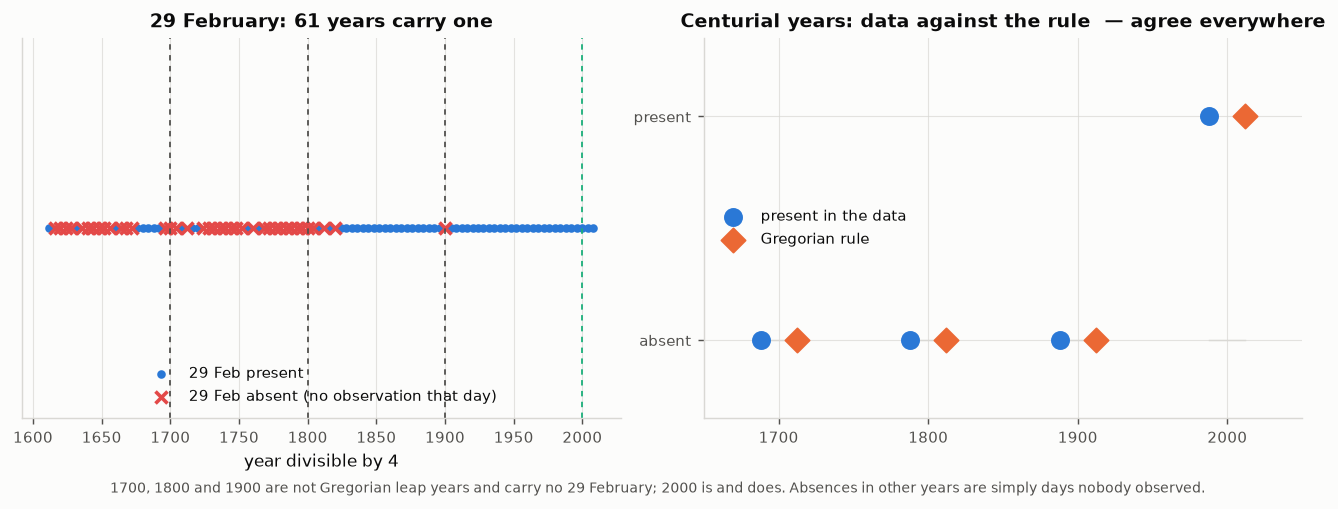 29 February: 61 years carry one
29 Feb present
29 Feb absent (no observation that day)
1600 1650 1700 1750 1800 1850 1900 1950 2000
year divisible by 4
Centurial years: data against the rule — agree everywhere
present
present in the data
Gregorian rule
absent
1700 1800 1900 2000
1700, 1800 and 1900 are not Gregorian leap years and carry no 29 February; 2000 is and does. Absences in other years are simply days nobody observed.